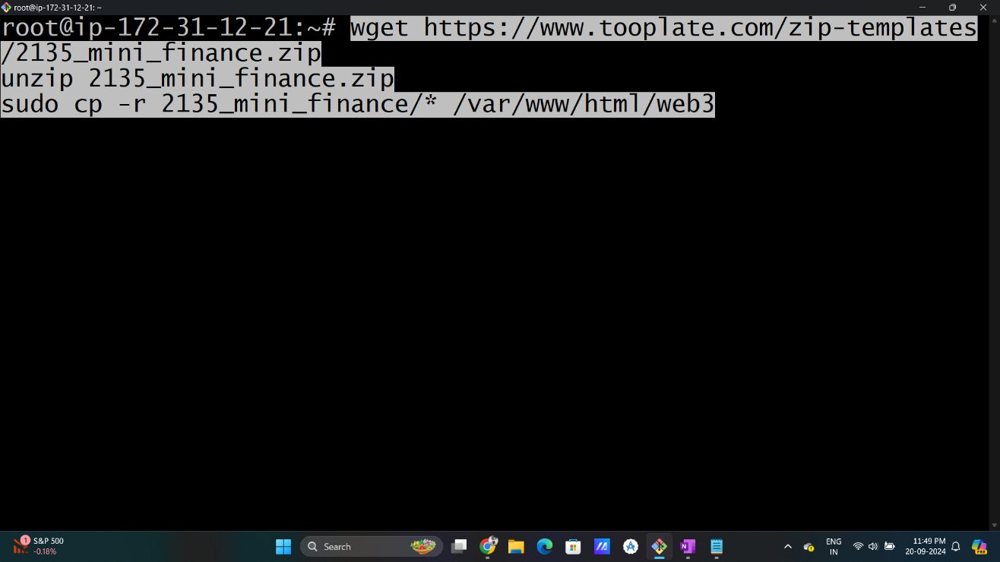 root@ip-172-31-12-21: ~
root@ip-172-31-12-21:~# wget https://www.tooplate.com/zip-templates
/2135_mini_finance.zip
unzip 2135_mini_finance.zip
sudo cp -r 2135_mini_finance/* /var/www/html/web3
1
S&P 500
-0.18%
Search
N
ENG
IN
11:49 PM
20-09-2024
PRE